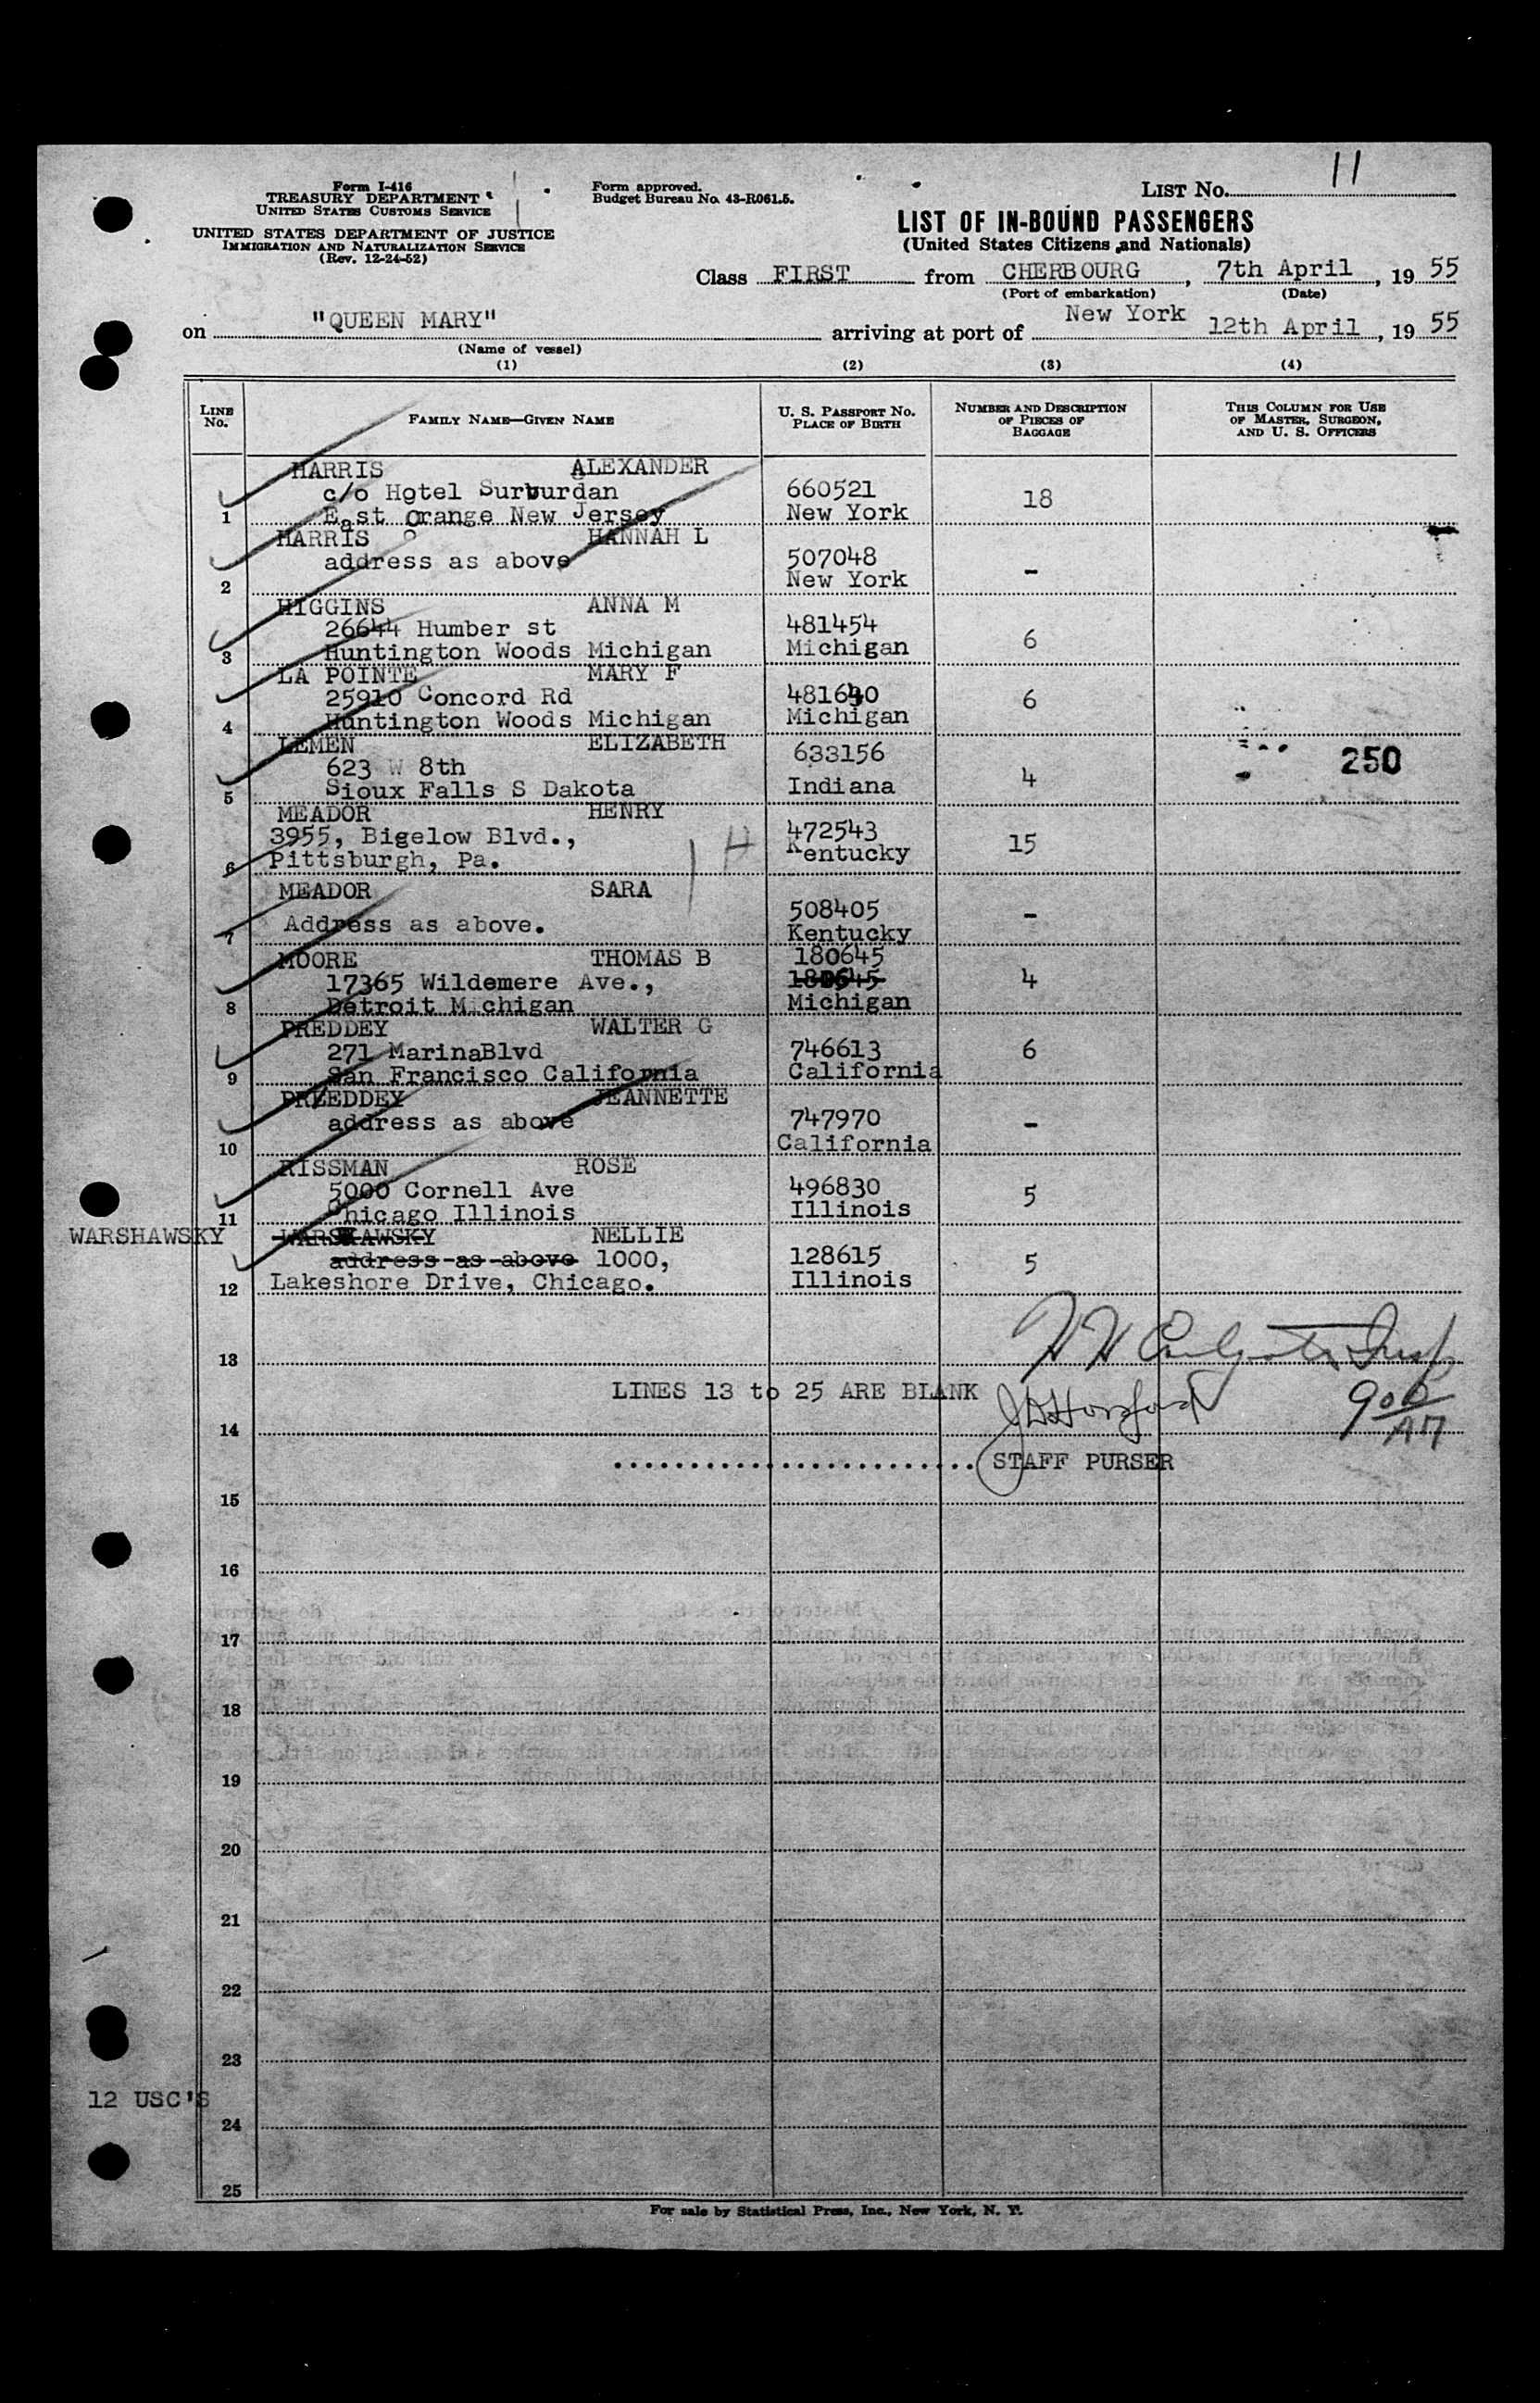 11
Form I-416
TREASURY DEPARTMENT
UNITED STATES CUSTOMS SERVICE
UNITED STATES DEPARTMENT OF JUSTICE
IMMIGRATION AND NATURALIZATION SERVICE
(Rev. 12-24-52)
Form approved.
Budget Bureau No. 43-R061.5.
LIST No.
LIST OF IN-BOUND PASSENGERS
(United States Citizens and Nationals)
Class FIRST from CHERBOURG, 7th April, 1955
(Port of embarkation) (Date)
on "QUEEN MARY" arriving at port of New York 12th April, 1955
(Name of vessel)
(1) (2) (3) (4)
LINE No.
FAMILY NAME—GIVEN NAME
U. S. PASSPORT NO. PLACE OF BIRTH
NUMBER AND DESCRIPTION OF PIECES OF BAGGAGE
THIS COLUMN FOR USE OF MASTER, SURGEON, AND U. S. OFFICERS
HARRIS ALEXANDER
c/o Hotel Surburdan 660521 18
1 East Orange New Jersey New York
HARRIS HANNAH L
address as above 507048 -
2 New York
HIGGINS ANNA M
26644 Humber st 481454 6
3 Huntington Woods Michigan Michigan
LA POINTE MARY F
25910 Concord Rd 481640 6
4 Huntington Woods Michigan Michigan
LEMEN ELIZABETH 633156
623 W 8th 4 250
5 Sioux Falls S Dakota Indiana
MEADOR HENRY
3955, Bigelow Blvd., 472543 15
6 Pittsburgh, Pa. Kentucky
H
MEADOR SARA
508405 -
7 Address as above. Kentucky
MOORE THOMAS B 180645
17365 Wildemere Ave., 180645 4
8 Detroit Michigan Michigan
PREDDEY WALTER G
271 MarinaBlvd 746613 6
9 San Francisco California California
PREEDDEY JEANNETTE
address as above 747970 -
10 California
RISSMAN ROSE
5000 Cornell Ave 496830 5
11 Chicago Illinois Illinois
WARSHAWSKY WARSHAWSKY NELLIE
address as above 1000, 128615 5
12 Lakeshore Drive, Chicago. Illinois
13
LINES 13 to 25 ARE BLANK
900 AM
14
STAFF PURSER
15
16
17
18
19
20
21
22
23
12 USC'S
24
25
For sale by Statistical Press, Inc., New York, N. Y.